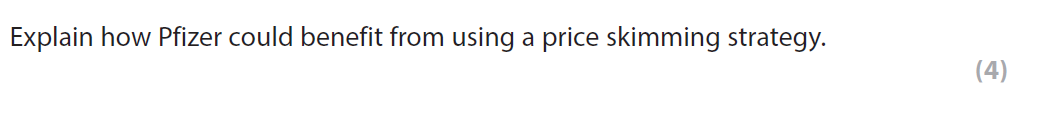 Explain how Pfizer could benefit from using a price skimming strategy.
(4)